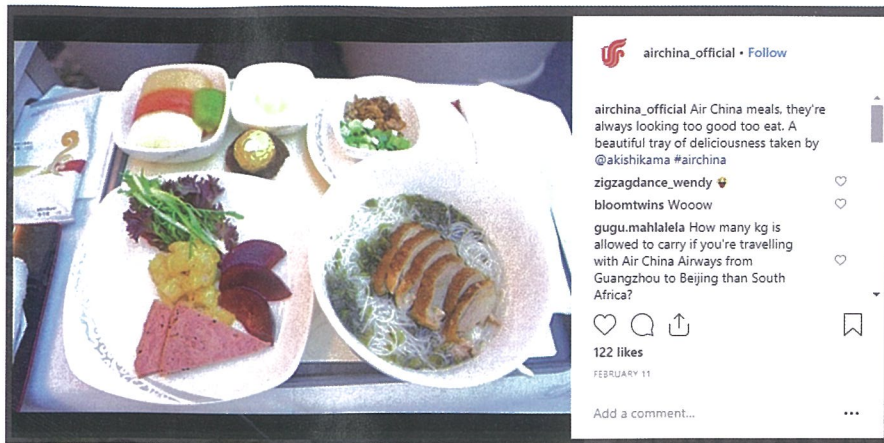 airchina_official • Follow
airchina_official Air China meals, they're
always looking too good too eat. A
beautiful tray of deliciousness taken by
@akishikama #airchina
zigzagdance_wendy
bloomtwins Wooow
gugu.mahlalela How many kg is
allowed to carry if you're travelling
with Air China Airways from
Guangzhou to Beijing than South
Africa?
122 likes
FEBRUARY 11
Add a comment...